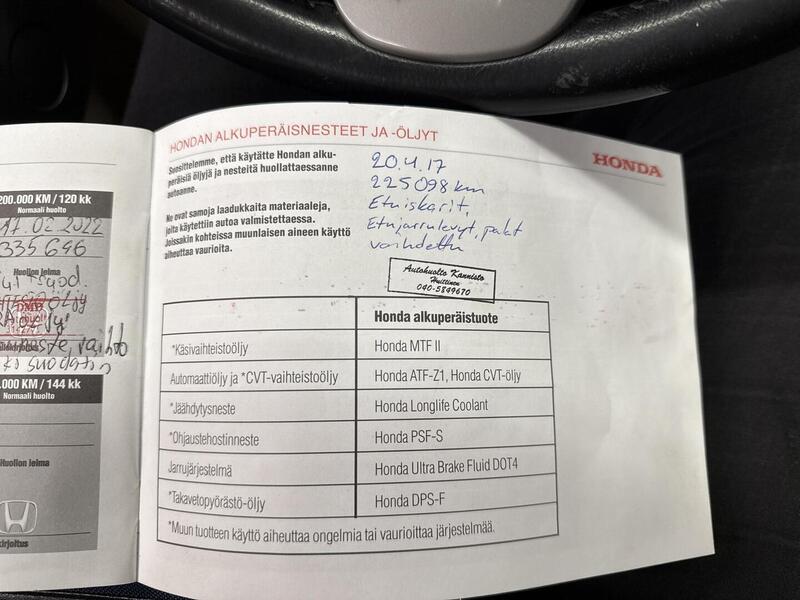 200.000 KM / 120 kk
Normaali huolto
17.02.2022
335646
Huollon leima
.000 KM / 144 kk
Normaali huolto
Huollon leima
HONDAN ALKUPERÄISNESTEET JA -ÖLJYT
HONDA
Suosittelemme, että käytätte Hondan alku-
peräisiä öljyjä ja nesteitä huollattaessanne
autoanne.
Ne ovat samoja laadukkaita materiaaleja,
joita käytettiin autoa valmistettaessa.
Joissakin kohteissa muunlaisen aineen käyttö
aiheuttaa vaurioita.
20.4.17
225098 km
Etuiskarit,
Etujarrulevyt, palat
vaihdettu
Autohuolto Kannisto
Huittinen
040-5849670
Honda alkuperäistuote
*Käsivaihteistoöljy Honda MTF II
Automaattiöljy ja *CVT-vaihteistoöljy Honda ATF-Z1, Honda CVT-öljy
*Jäähdytysneste Honda Longlife Coolant
*Ohjaustehostinneste Honda PSF-S
Jarrujärjestelmä Honda Ultra Brake Fluid DOT4
*Takavetopyörästö-öljy Honda DPS-F
*Muun tuotteen käyttö aiheuttaa ongelmia tai vaurioittaa järjestelmää.